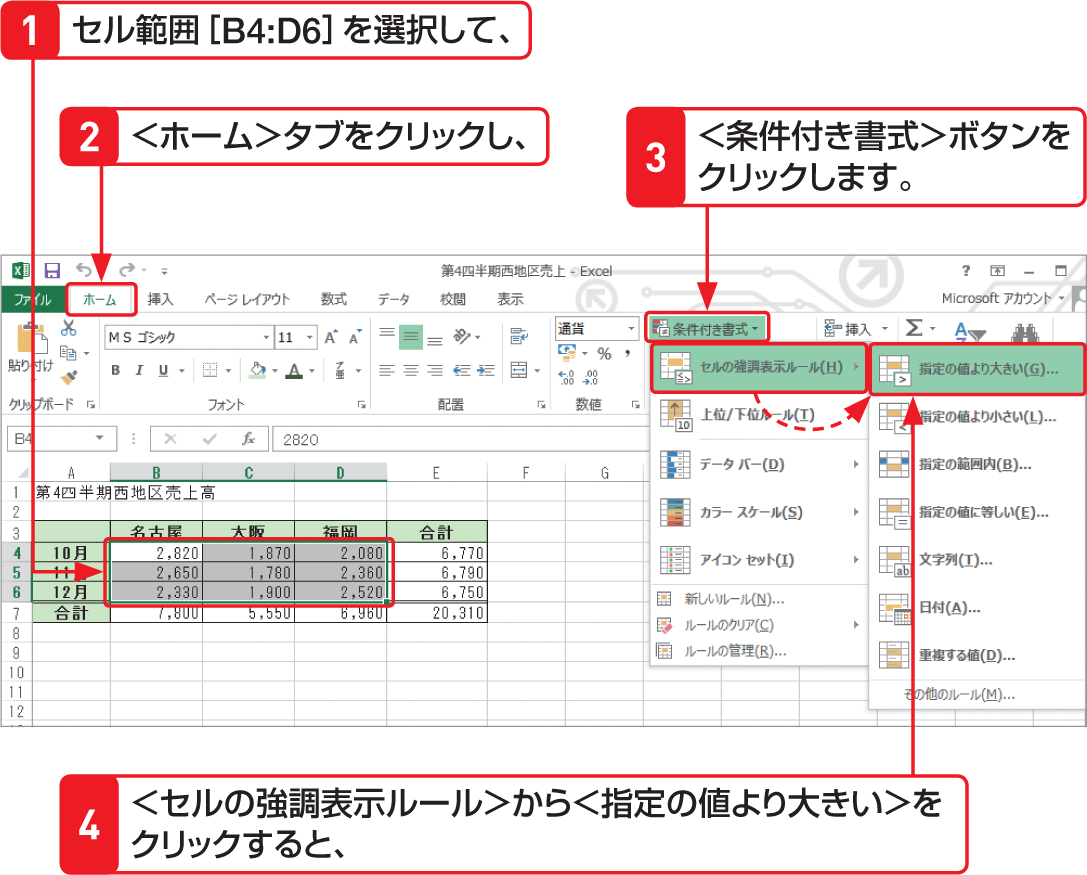 1 セル範囲［B4:D6］を選択して、
2 <ホーム>タブをクリックし、
3 <条件付き書式>ボタンを
クリックします。
第4四半期西地区売上 - Excel
?
ファイル ホーム 挿入 ページ レイアウト 数式 データ 校閲 表示 Microsoft アカウント
貼り付け
MS ゴシック 11
B I U A
通貨
% ,
条件付き書式
挿入 Σ
クリップボード フォント 配置 数値
B4 fx 2820
A B C D E F G
1 第4四半期西地区売上高
2
3 名古屋 大阪 福岡 合計
4 10月 2,820 1,870 2,080 6,770
5 11月 2,650 1,780 2,360 6,790
6 12月 2,330 1,900 2,520 6,750
7 合計 7,800 5,550 6,960 20,310
8
9
10
11
12
セルの強調表示ルール(H)
上位/下位ルール(T)
データ バー(D)
カラー スケール(S)
アイコン セット(I)
新しいルール(N)...
ルールのクリア(C)
ルールの管理(R)...
指定の値より大きい(G)...
指定の値より小さい(L)...
指定の範囲内(B)...
指定の値に等しい(E)...
文字列(T)...
日付(A)...
重複する値(D)...
その他のルール(M)...
4 <セルの強調表示ルール>から<指定の値より大きい>を
クリックすると、